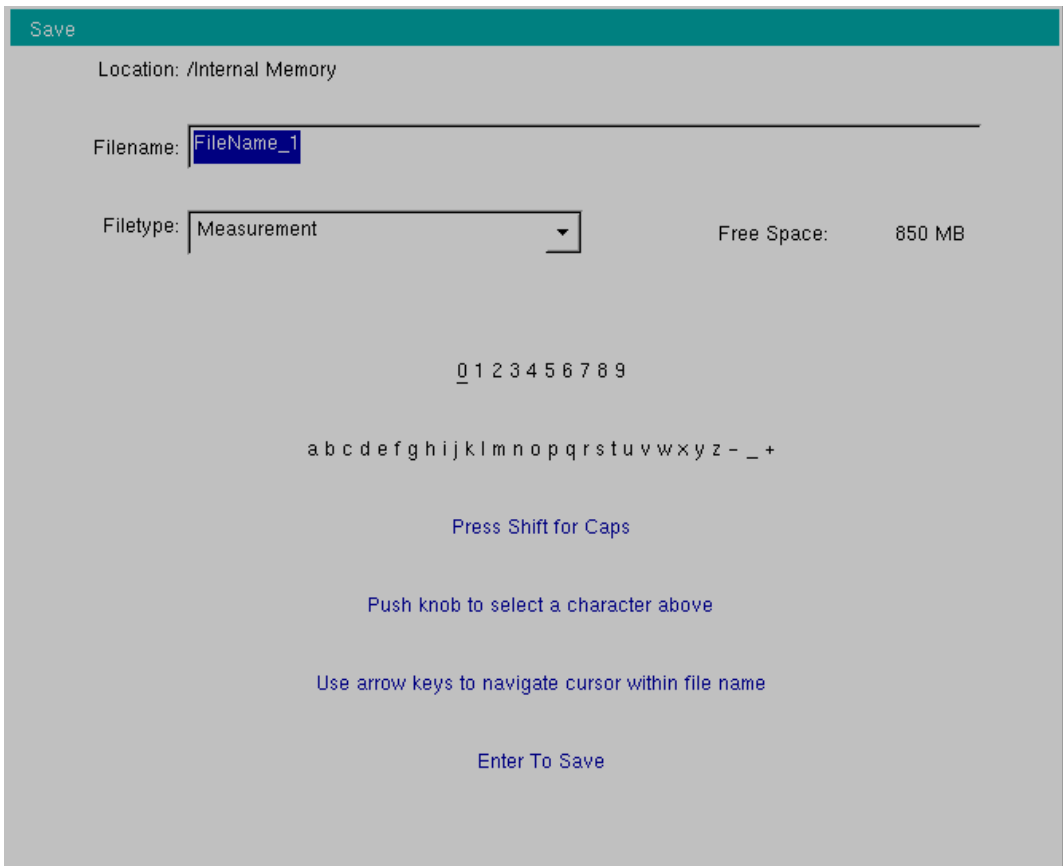 Save
Location: /Internal Memory
Filename: FileName_1
Filetype: Measurement Free Space: 850 MB
0 1 2 3 4 5 6 7 8 9
a b c d e f g h i j k l m n o p q r s t u v w x y z - _ +
Press Shift for Caps
Push knob to select a character above
Use arrow keys to navigate cursor within file name
Enter To Save